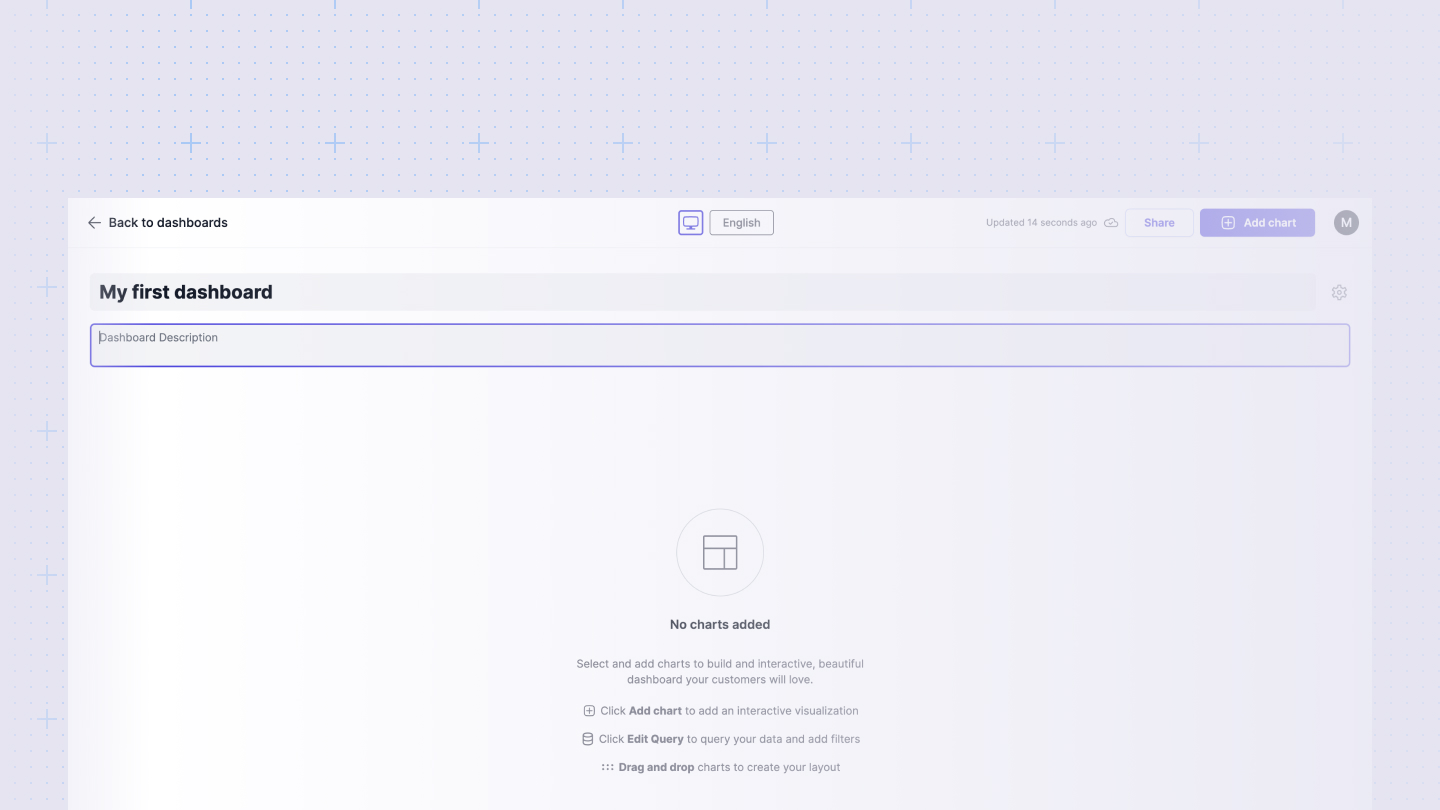 Back to dashboards
English
Updated 14 seconds ago
Share
Add chart
M
My first dashboard
Dashboard Description
No charts added
Select and add charts to build and interactive, beautiful
dashboard your customers will love.
Click Add chart to add an interactive visualization
Click Edit Query to query your data and add filters
Drag and drop charts to create your layout